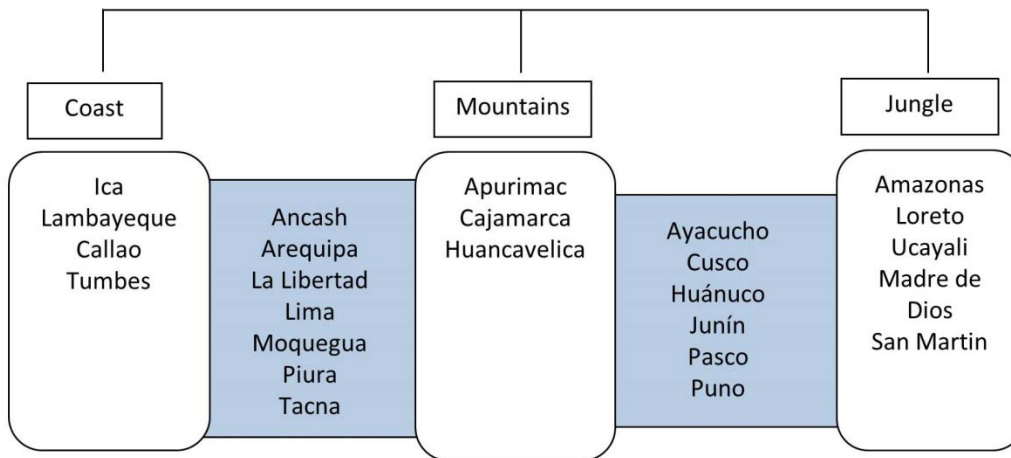 Coast
Mountains
Jungle
Ica
Lambayeque
Callao
Tumbes
Ancash
Arequipa
La Libertad
Lima
Moquegua
Piura
Tacna
Apurimac
Cajamarca
Huancavelica
Ayacucho
Cusco
Huánuco
Junín
Pasco
Puno
Amazonas
Loreto
Ucayali
Madre de
Dios
San Martin